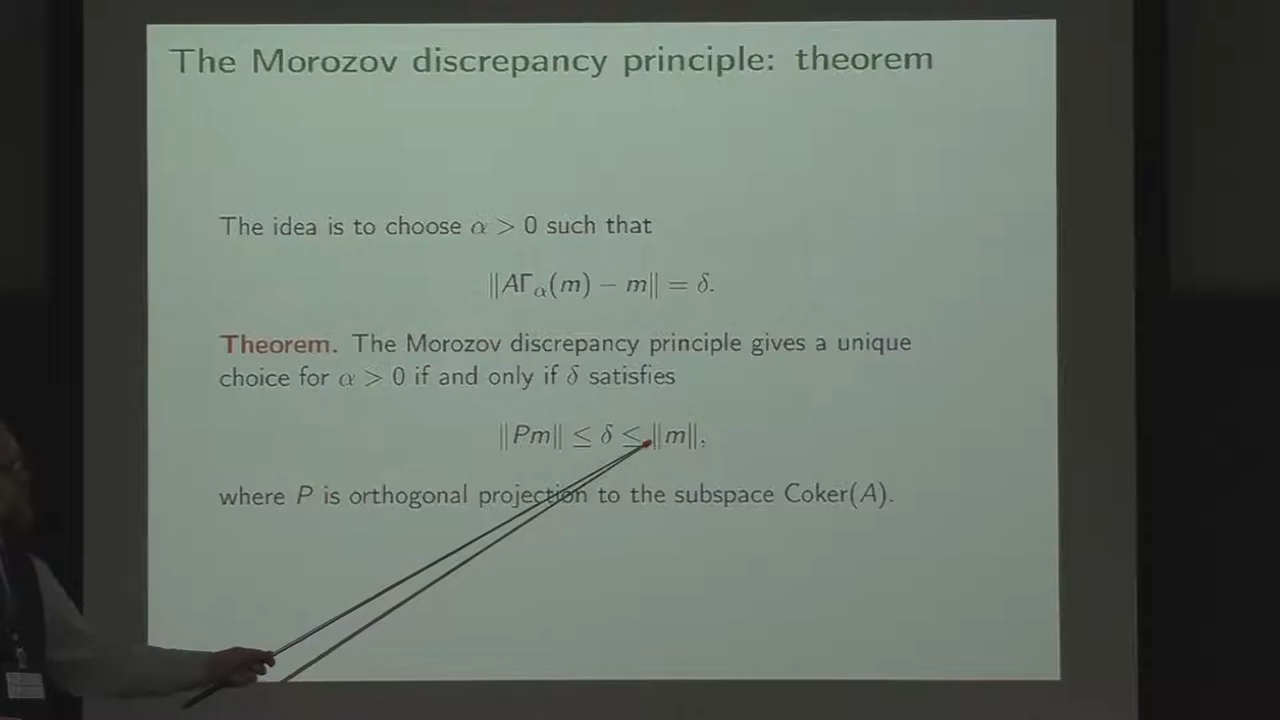 The Morozov discrepancy principle: theorem
The idea is to choose α > 0 such that
‖AΓα(m) − m‖ = δ.
Theorem. The Morozov discrepancy principle gives a unique
choice for α > 0 if and only if δ satisfies
‖Pm‖ ≤ δ ≤ ‖m‖,
where P is orthogonal projection to the subspace Coker(A).